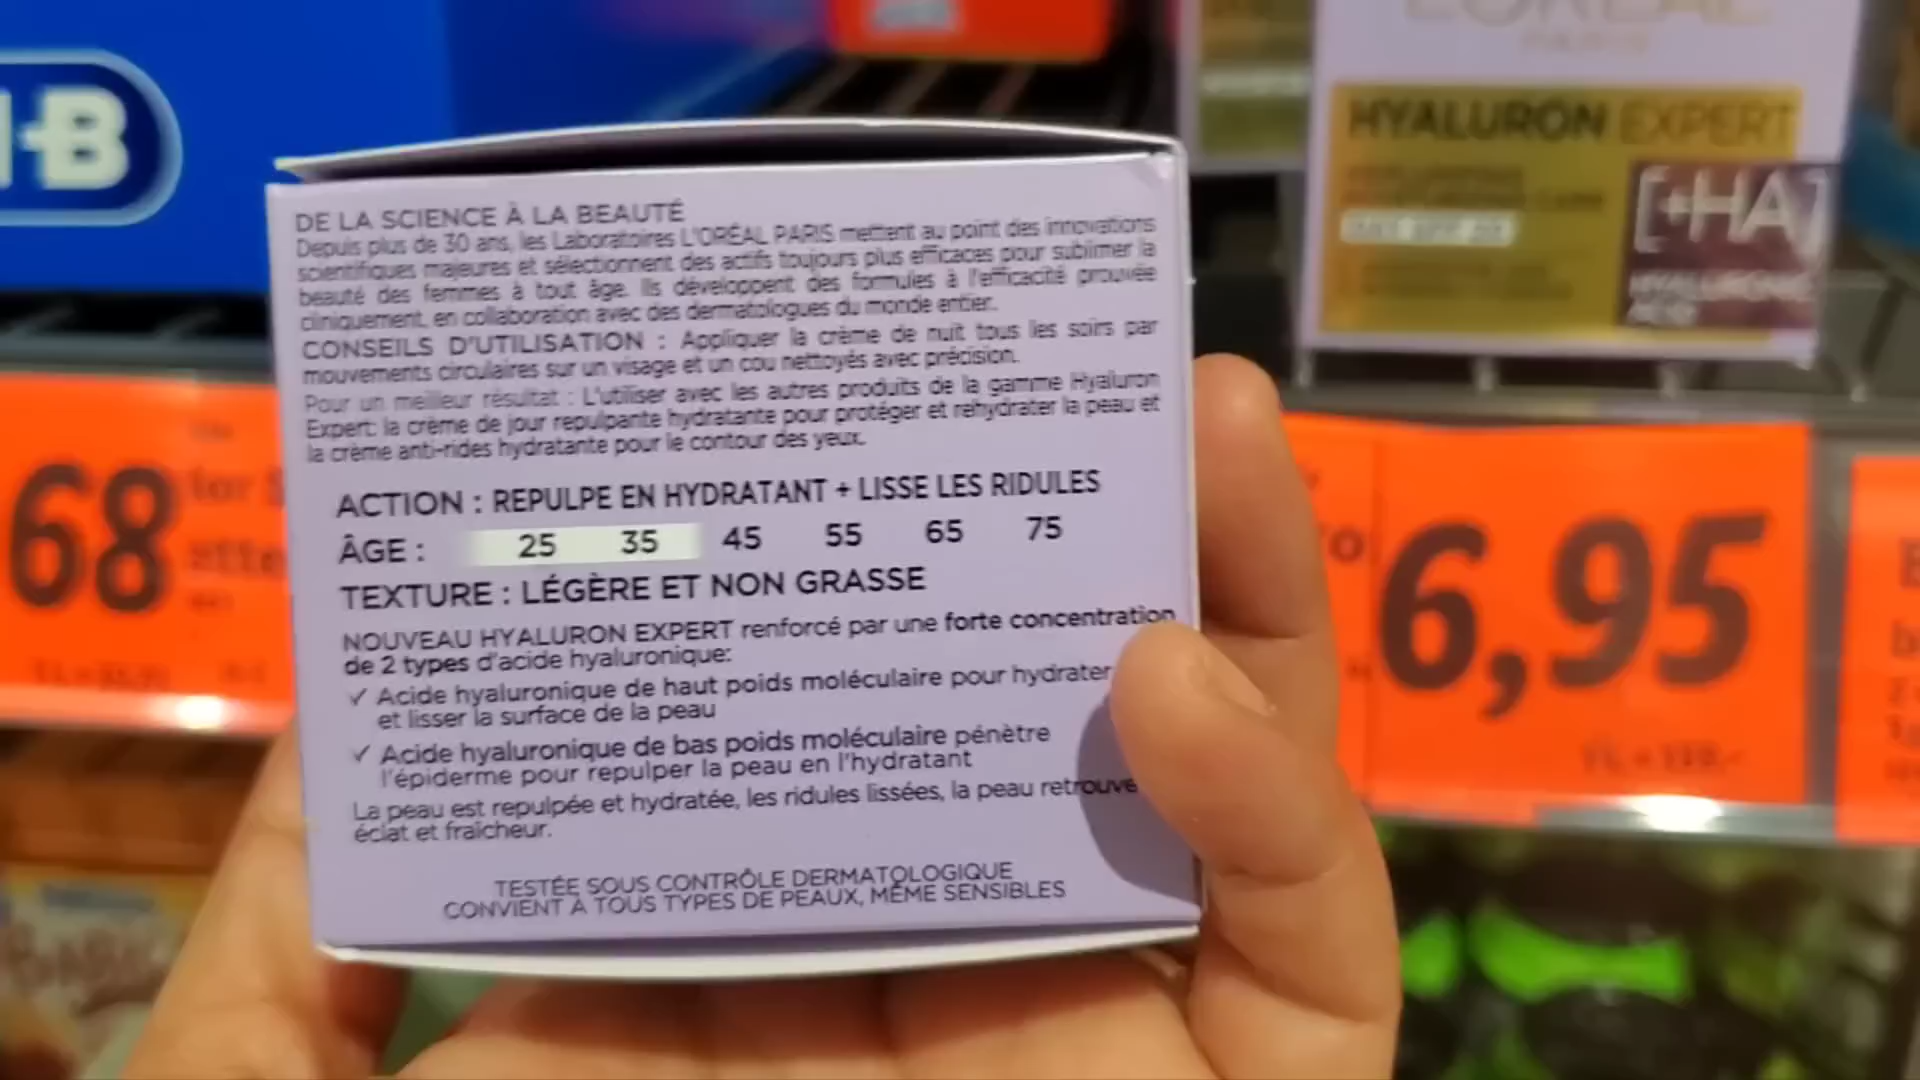 -B
DE LA SCIENCE À LA BEAUTÉ
Depuis plus de 30 ans, les Laboratoires L'ORÉAL PARIS mettent au point des innovations
scientifiques majeures et sélectionnent des actifs toujours plus efficaces pour sublimer la
beauté des femmes à tout âge. Ils développent des formules à l'efficacité prouvée
cliniquement, en collaboration avec des dermatologues du monde entier.
CONSEILS D'UTILISATION : Appliquer la crème de nuit tous les soirs par
mouvements circulaires sur un visage et un cou nettoyés avec précision.
Pour un meilleur résultat : L'utiliser avec les autres produits de la gamme Hyaluron
Expert: la crème de jour repulpante hydratante pour protéger et réhydrater la peau et
la crème anti-rides hydratante pour le contour des yeux.
ACTION : REPULPE EN HYDRATANT + LISSE LES RIDULES
ÂGE : 25 35 45 55 65 75
TEXTURE : LÉGÈRE ET NON GRASSE
NOUVEAU HYALURON EXPERT renforcé par une forte concentration
de 2 types d'acide hyaluronique:
✓ Acide hyaluronique de haut poids moléculaire pour hydrater
et lisser la surface de la peau
✓ Acide hyaluronique de bas poids moléculaire pénètre
l'épiderme pour repulper la peau en l'hydratant
La peau est repulpée et hydratée, les ridules lissées, la peau retrouve
éclat et fraîcheur.
TESTÉE SOUS CONTRÔLE DERMATOLOGIQUE
CONVIENT À TOUS TYPES DE PEAUX, MÊME SENSIBLES
L'ORÉAL
PARIS
HYALURON EXPERT
[+HA]
HYALURONIC
ACID
68
6,95